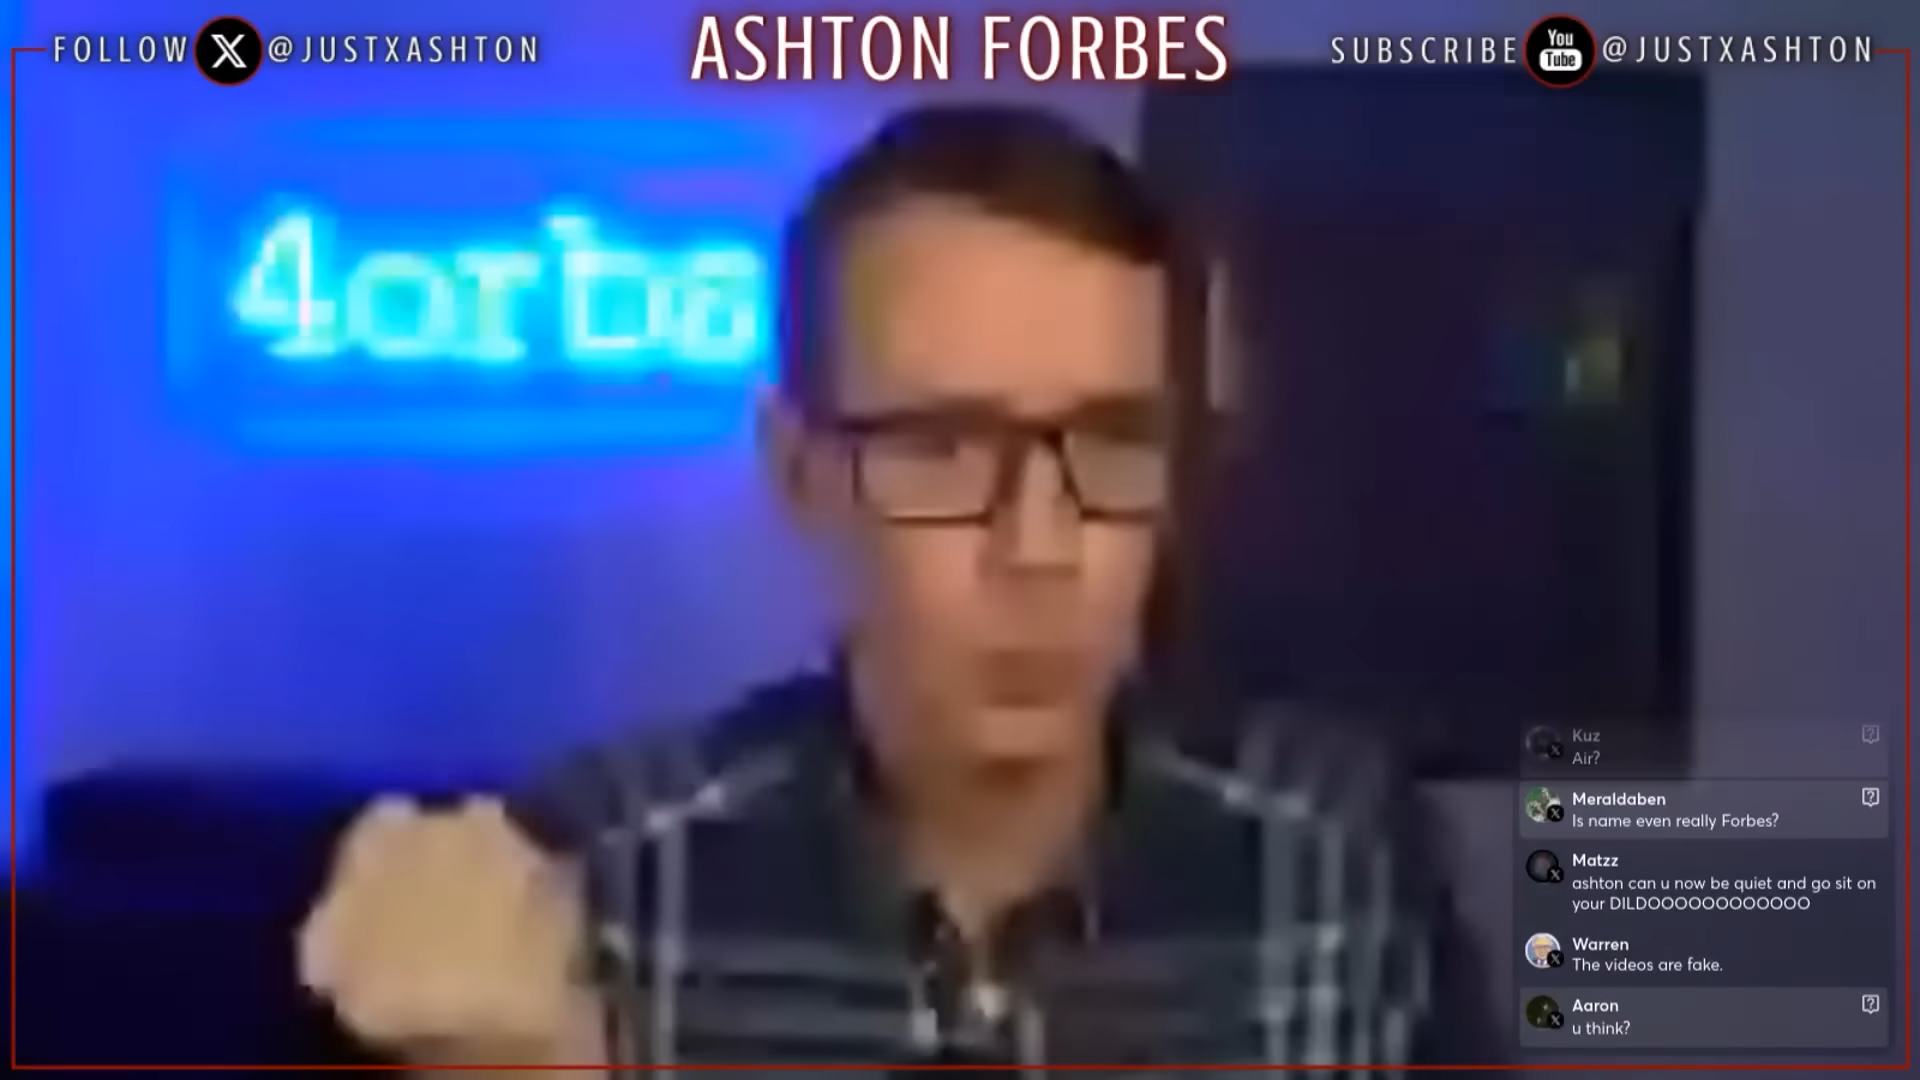 FOLLOW X @JUSTXASHTON
ASHTON FORBES
SUBSCRIBE You Tube @JUSTXASHTON
4orbs
Kuz
Air?
Meraldaben
Is name even really Forbes?
Matzz
ashton can u now be quiet and go sit on
your DILDOOOOOOOOOOOO
Warren
The videos are fake.
Aaron
u think?